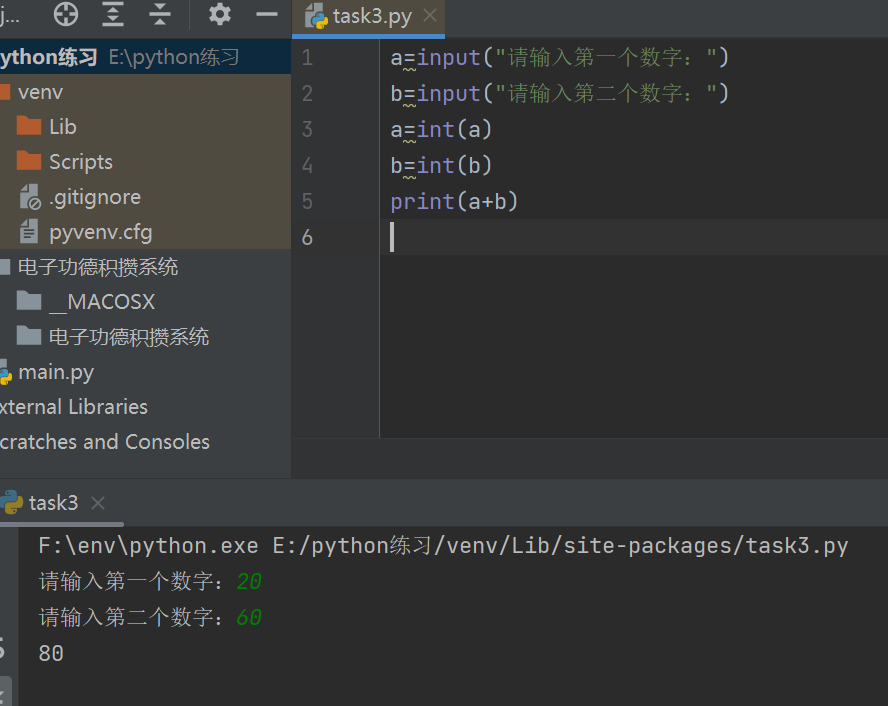 j...
task3.py
ython练习 E:\python练习
venv
Lib
Scripts
.gitignore
pyvenv.cfg
电子功德积攒系统
__MACOSX
电子功德积攒系统
main.py
xternal Libraries
cratches and Consoles
1 a=input("请输入第一个数字：")
2 b=input("请输入第二个数字：")
3 a=int(a)
4 b=int(b)
5 print(a+b)
6
task3
F:\env\python.exe E:/python练习/venv/Lib/site-packages/task3.py
请输入第一个数字：20
请输入第二个数字：60
80